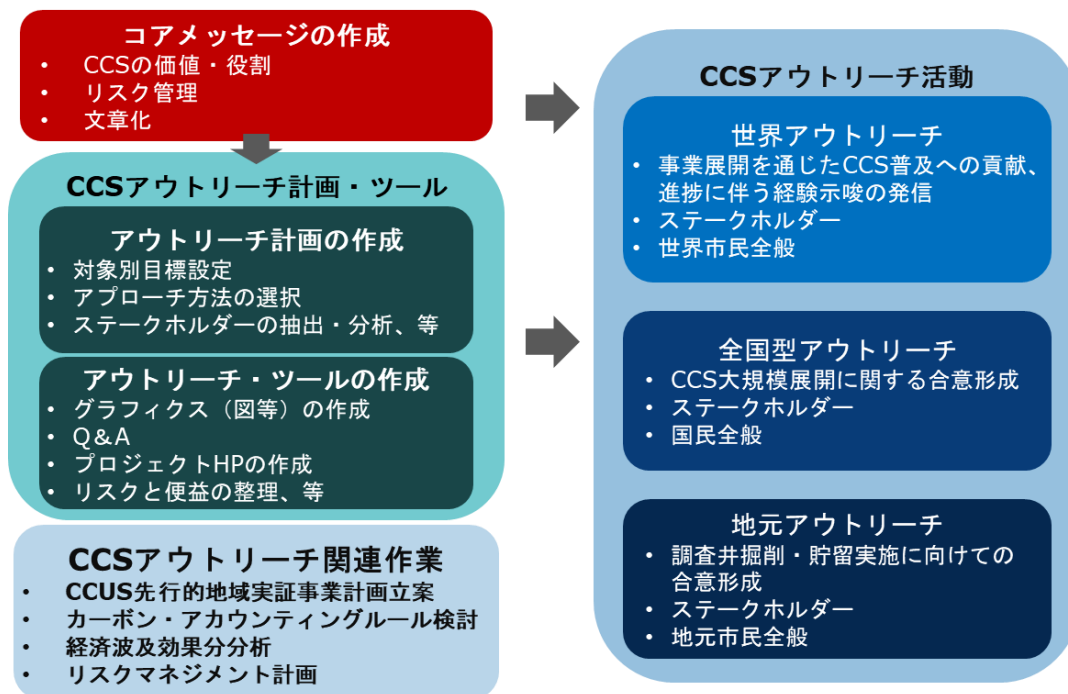 コアメッセージの作成
• CCSの価値・役割
• リスク管理
• 文章化
CCSアウトリーチ計画・ツール
アウトリーチ計画の作成
• 対象別目標設定
• アプローチ方法の選択
• ステークホルダーの抽出・分析、等
アウトリーチ・ツールの作成
• グラフィクス（図等）の作成
• Q&A
• プロジェクトHPの作成
• リスクと便益の整理、等
CCSアウトリーチ関連作業
• CCUS先行的地域実証事業計画立案
• カーボン・アカウンティングルール検討
• 経済波及効果分分析
• リスクマネジメント計画
CCSアウトリーチ活動
世界アウトリーチ
• 事業展開を通じたCCS普及への貢献、
進捗に伴う経験示唆の発信
• ステークホルダー
• 世界市民全般
全国型アウトリーチ
• CCS大規模展開に関する合意形成
• ステークホルダー
• 国民全般
地元アウトリーチ
• 調査井掘削・貯留実施に向けての
合意形成
• ステークホルダー
• 地元市民全般